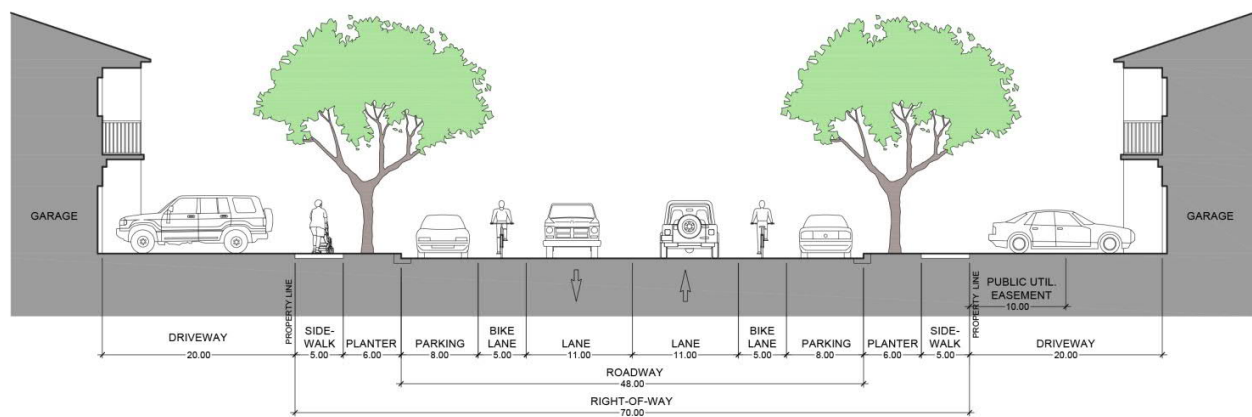 GARAGE
GARAGE
PUBLIC UTIL.
EASEMENT
10.00
PROPERTY LINE
PROPERTY LINE
DRIVEWAY
20.00
SIDE-
WALK
5.00
PLANTER
6.00
PARKING
8.00
BIKE
LANE
5.00
LANE
11.00
LANE
11.00
BIKE
LANE
5.00
PARKING
8.00
PLANTER
6.00
SIDE-
WALK
5.00
DRIVEWAY
20.00
ROADWAY
48.00
RIGHT-OF-WAY
70.00